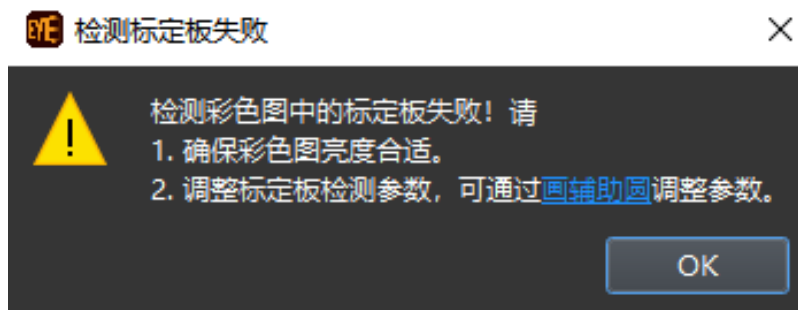 EYE 检测标定板失败
检测彩色图中的标定板失败！请
1. 确保彩色图亮度合适。
2. 调整标定板检测参数，可通过画辅助圆调整参数。
OK